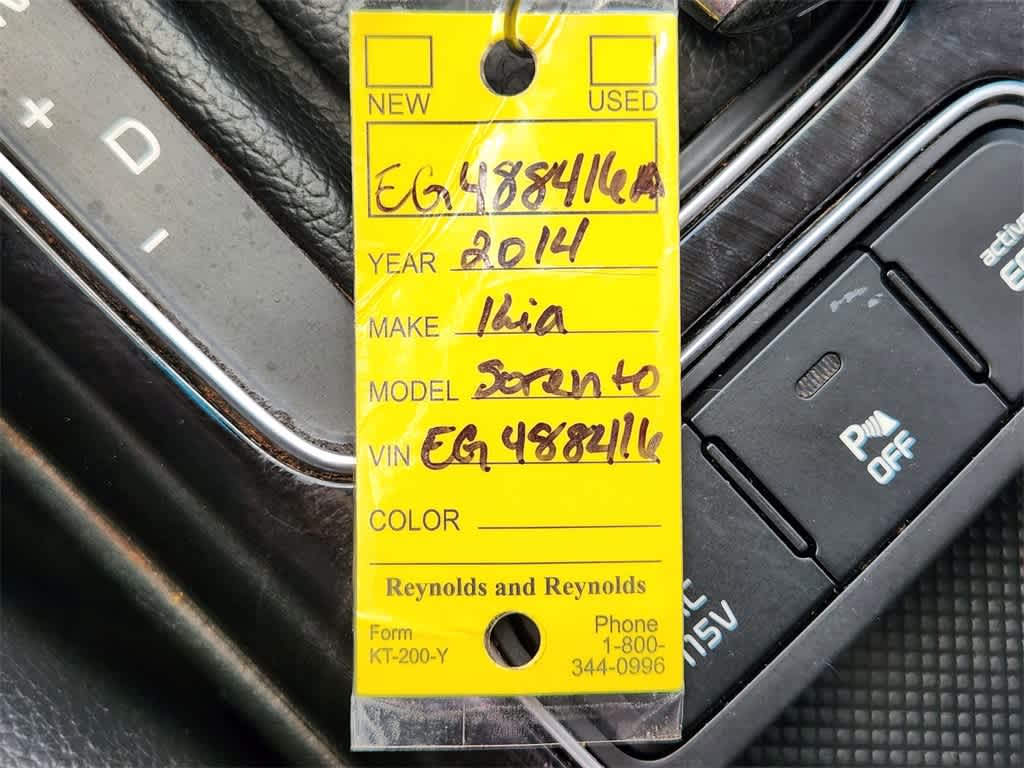 NEW USED
EG488416A
YEAR 2014
MAKE Kia
MODEL Sorento
VIN EG488416
COLOR
Reynolds and Reynolds
Form
KT-200-Y
Phone
1-800-
344-0996
+
D
–
active
P OFF
115V